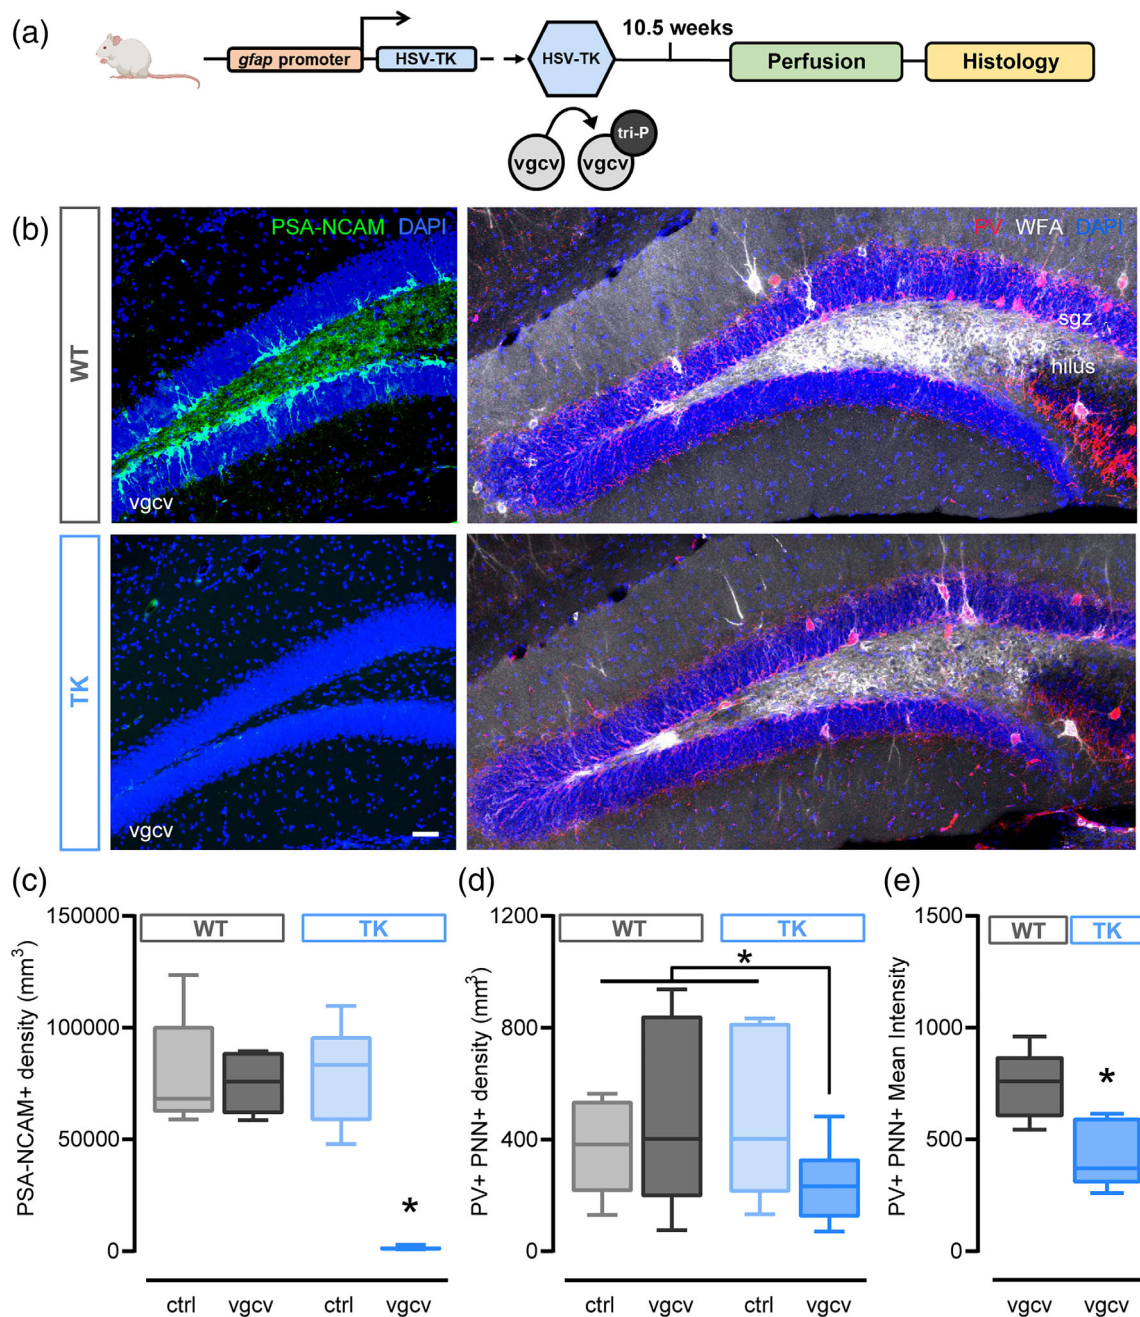 (a)
gfap promoter
HSV-TK
HSV-TK
10.5 weeks
Perfusion
Histology
vgcv
vgcv
tri-P
(b)
WT
PSA-NCAM DAPI
vgcv
PV WFA DAPI
sgz
hilus
TK
vgcv
(c)
PSA-NCAM+ density (mm³)
150000
100000
50000
0
WT
TK
*
ctrl
vgcv
ctrl
vgcv
(d)
PV+ PNN+ density (mm³)
1200
800
400
0
WT
TK
*
ctrl
vgcv
ctrl
vgcv
(e)
PV+ PNN+ Mean Intensity
1500
1000
500
0
WT
TK
*
vgcv
vgcv